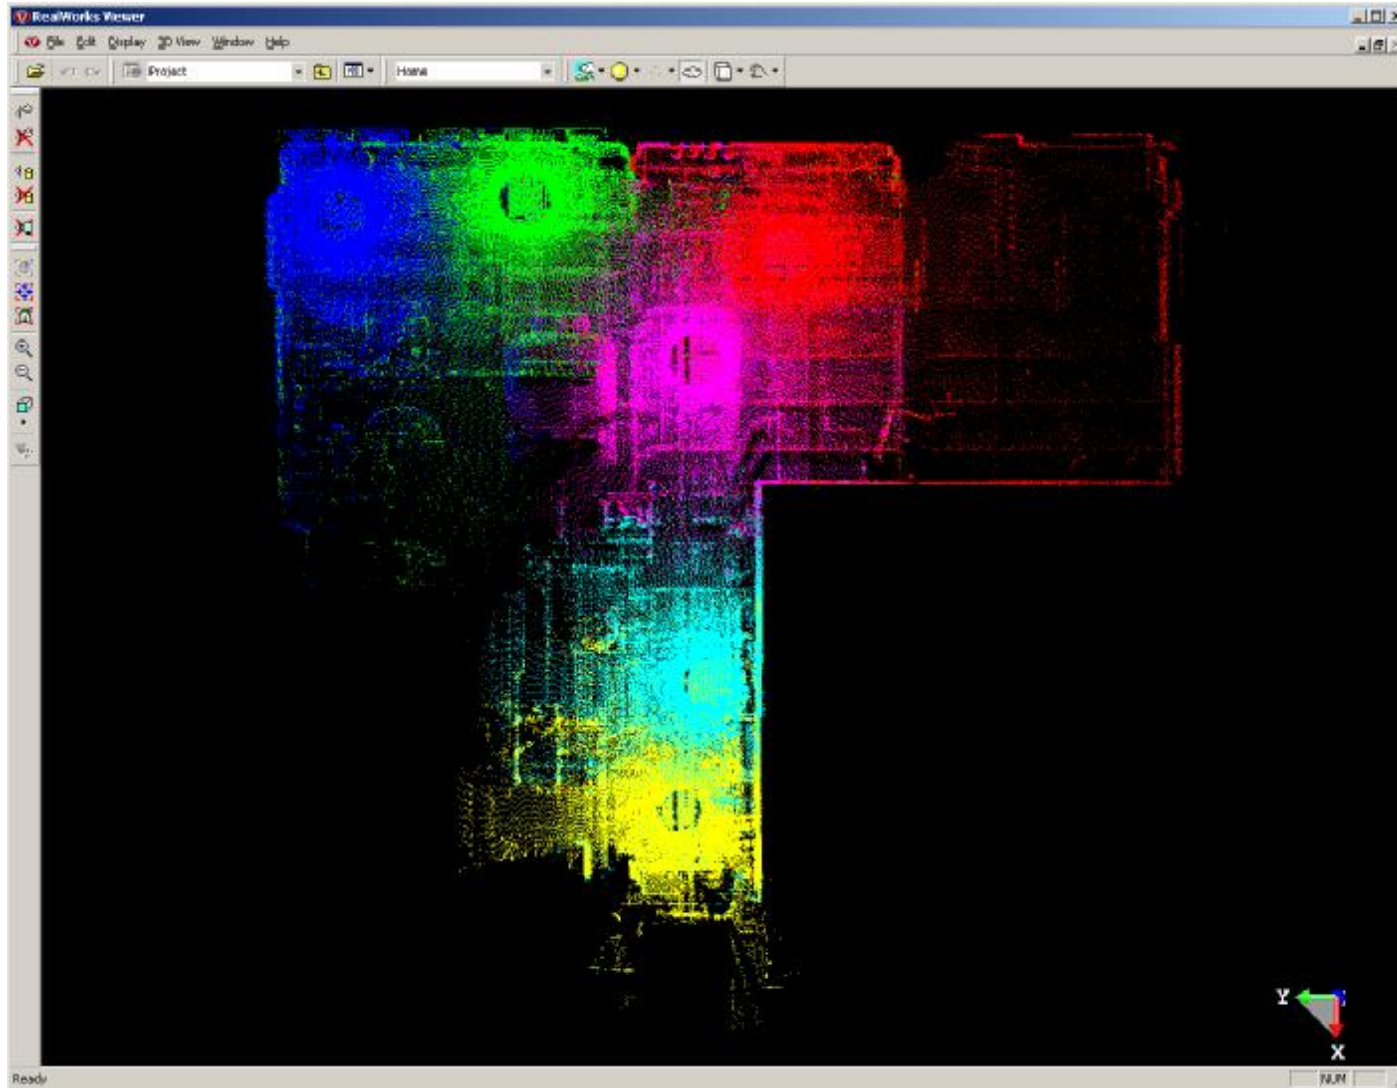 RealWorks Viewer
File Edit Display 3D View Window Help
Project Home
Y
X
Ready NUM